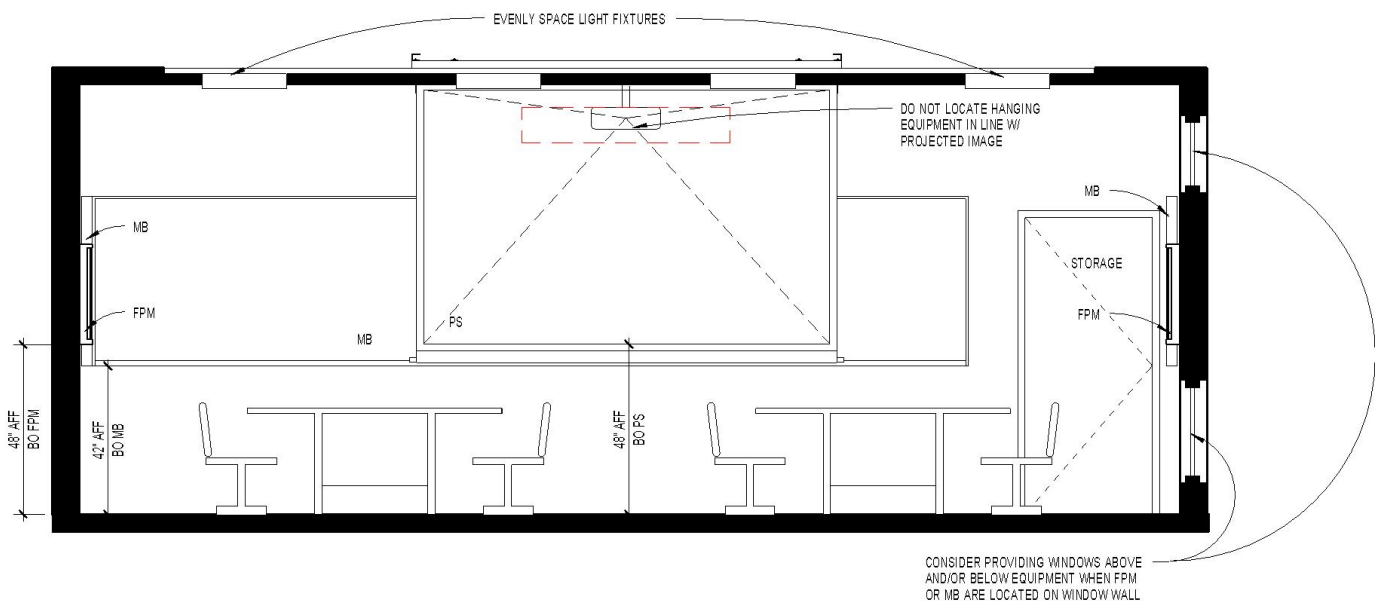 EVENLY SPACE LIGHT FIXTURES
DO NOT LOCATE HANGING
EQUIPMENT IN LINE W/
PROJECTED IMAGE
MB
MB
STORAGE
FPM
FPM
PS
MB
48" AFF
BO FPM
42" AFF
BO MB
48" AFF
BO PS
CONSIDER PROVIDING WINDOWS ABOVE
AND/OR BELOW EQUIPMENT WHEN FPM
OR MB ARE LOCATED ON WINDOW WALL